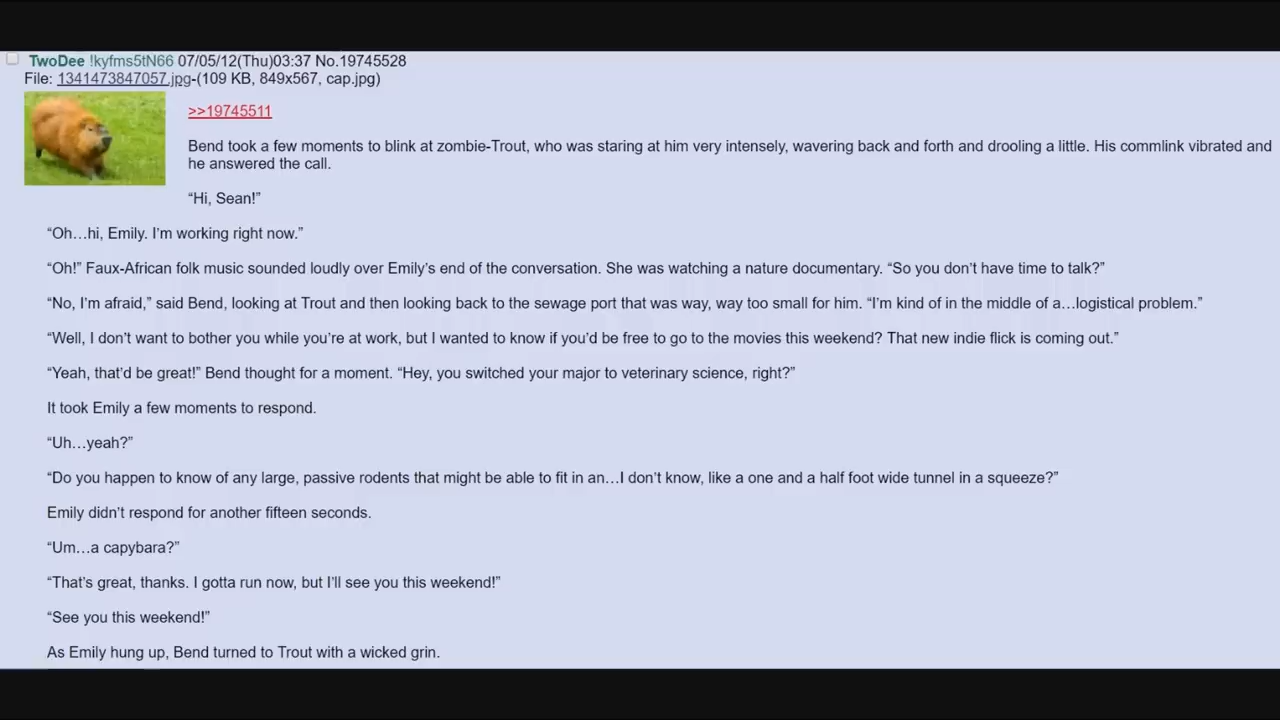 TwoDee !kyfms5tN66 07/05/12(Thu)03:37 No.19745528
File: 1341473847057.jpg-(109 KB, 849x567, cap.jpg)
>>19745511
Bend took a few moments to blink at zombie-Trout, who was staring at him very intensely, wavering back and forth and drooling a little. His commlink vibrated and
he answered the call.
“Hi, Sean!”
“Oh…hi, Emily. I’m working right now.”
“Oh!” Faux-African folk music sounded loudly over Emily’s end of the conversation. She was watching a nature documentary. “So you don’t have time to talk?”
“No, I’m afraid,” said Bend, looking at Trout and then looking back to the sewage port that was way, way too small for him. “I’m kind of in the middle of a…logistical problem.”
“Well, I don’t want to bother you while you’re at work, but I wanted to know if you’d be free to go to the movies this weekend? That new indie flick is coming out.”
“Yeah, that’d be great!” Bend thought for a moment. “Hey, you switched your major to veterinary science, right?”
It took Emily a few moments to respond.
“Uh…yeah?”
“Do you happen to know of any large, passive rodents that might be able to fit in an…I don’t know, like a one and a half foot wide tunnel in a squeeze?”
Emily didn’t respond for another fifteen seconds.
“Um…a capybara?”
“That’s great, thanks. I gotta run now, but I’ll see you this weekend!”
“See you this weekend!”
As Emily hung up, Bend turned to Trout with a wicked grin.